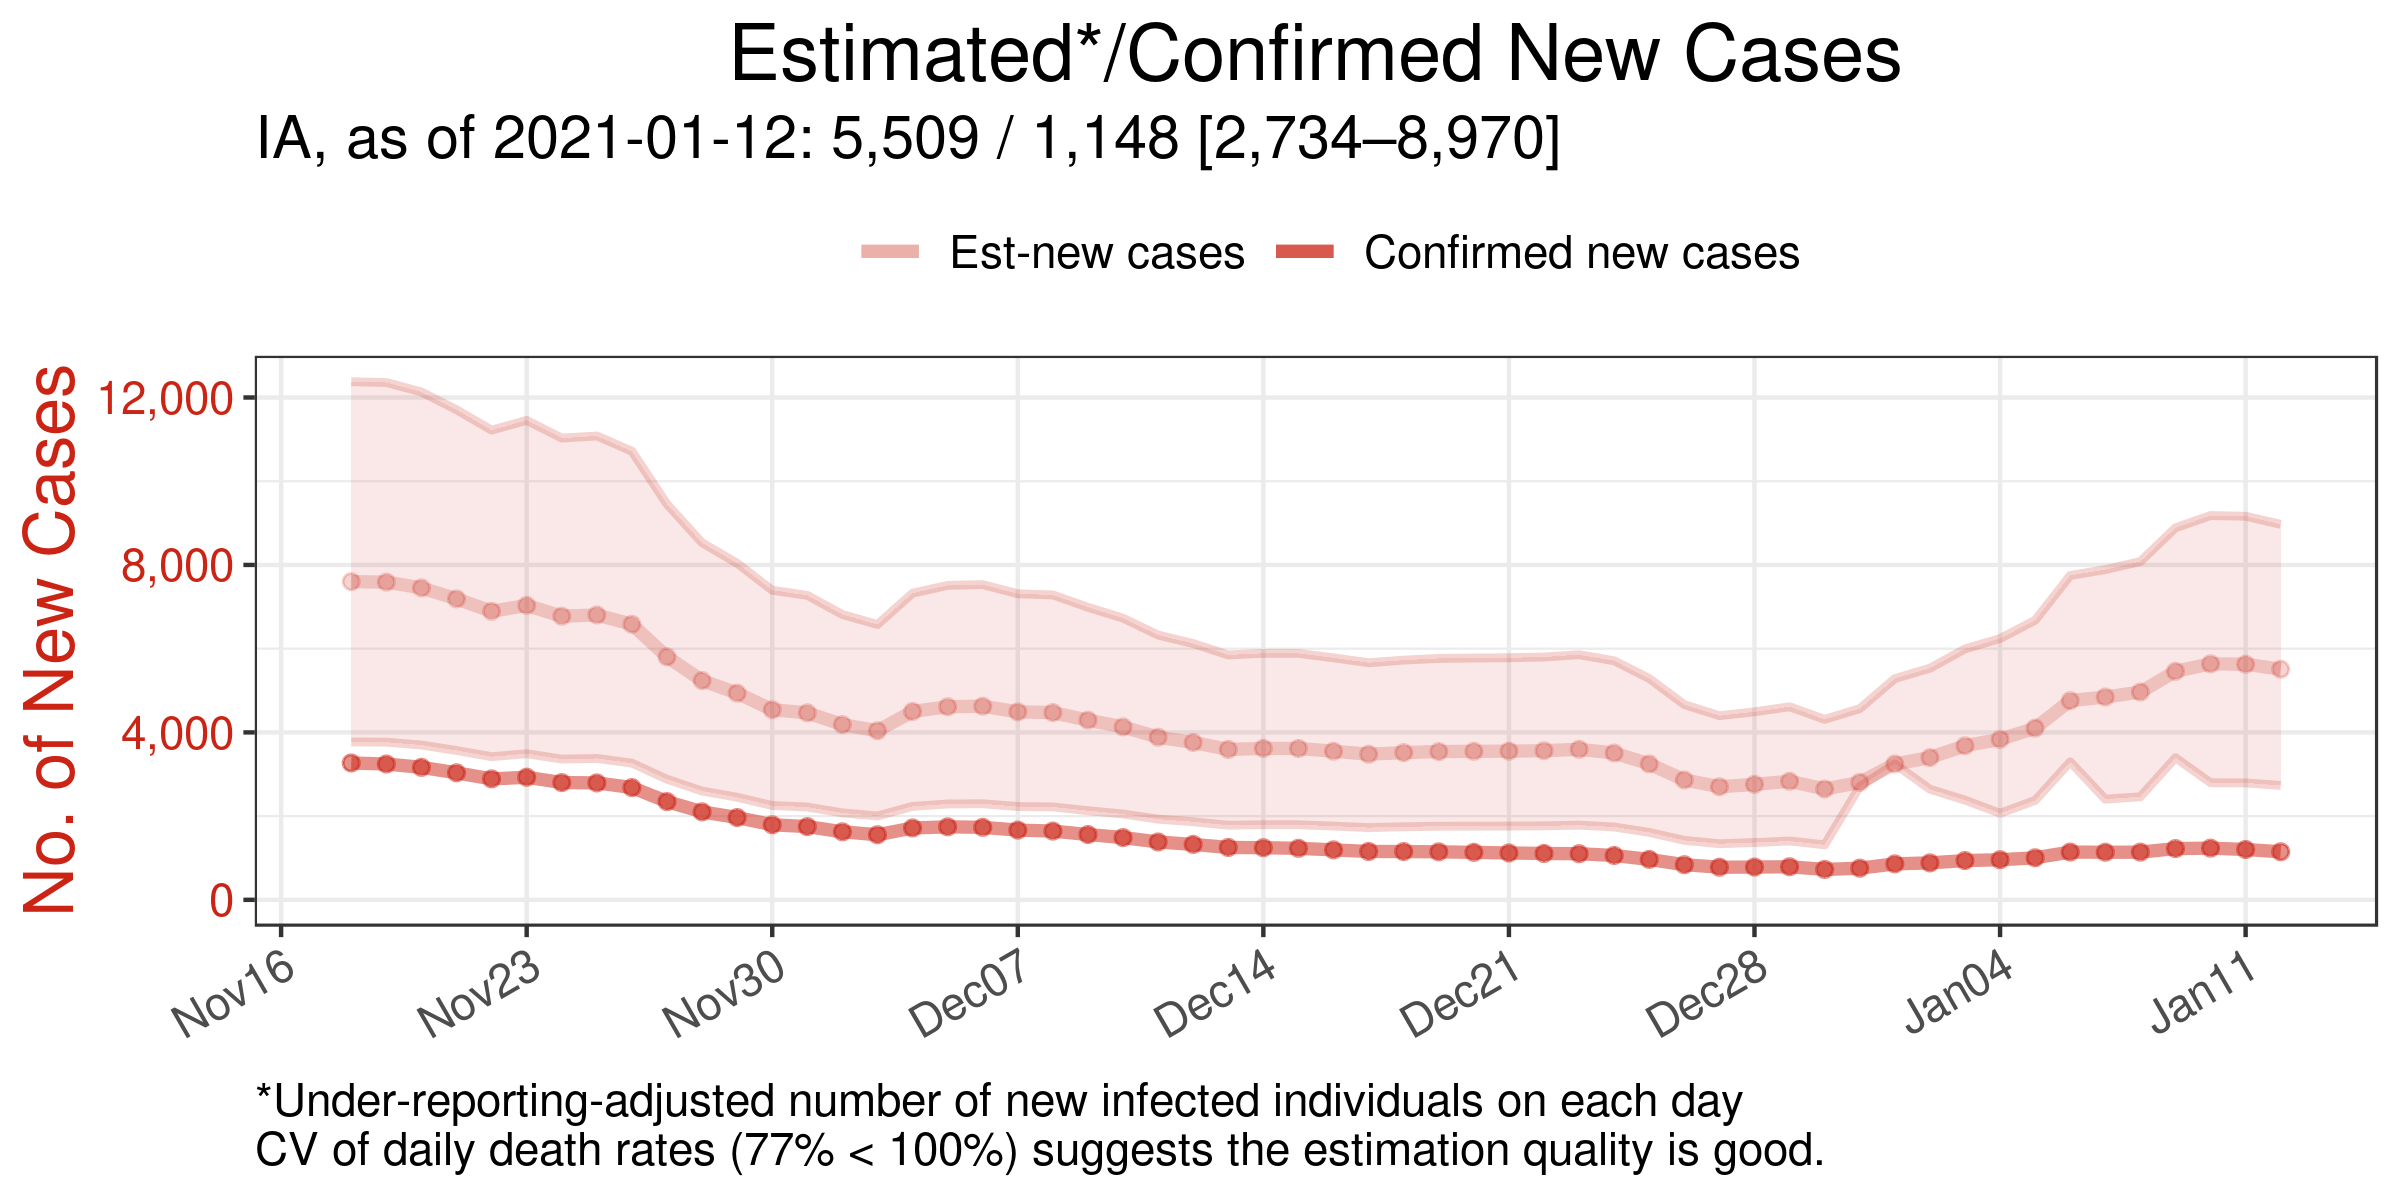 Estimated*/Confirmed New Cases
IA, as of 2021-01-12: 5,509 / 1,148 [2,734–8,970]
Est-new cases
Confirmed new cases
No. of New Cases
12,000
8,000
4,000
0
Nov16
Nov23
Nov30
Dec07
Dec14
Dec21
Dec28
Jan04
Jan11
*Under-reporting-adjusted number of new infected individuals on each day
CV of daily death rates (77% < 100%) suggests the estimation quality is good.